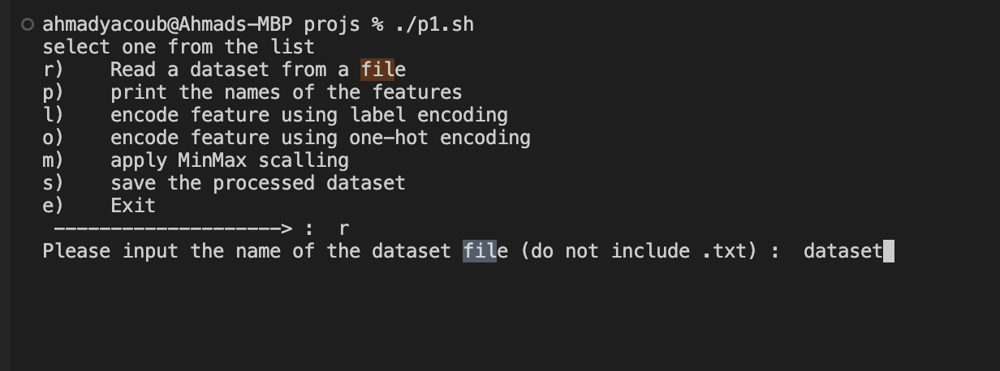 ahmadyacoub@Ahmads-MBP projs % ./p1.sh
select one from the list
r)    Read a dataset from a file
p)    print the names of the features
l)    encode feature using label encoding
o)    encode feature using one-hot encoding
m)    apply MinMax scalling
s)    save the processed dataset
e)    Exit
 --------------------> :  r
Please input the name of the dataset file (do not include .txt) :  dataset